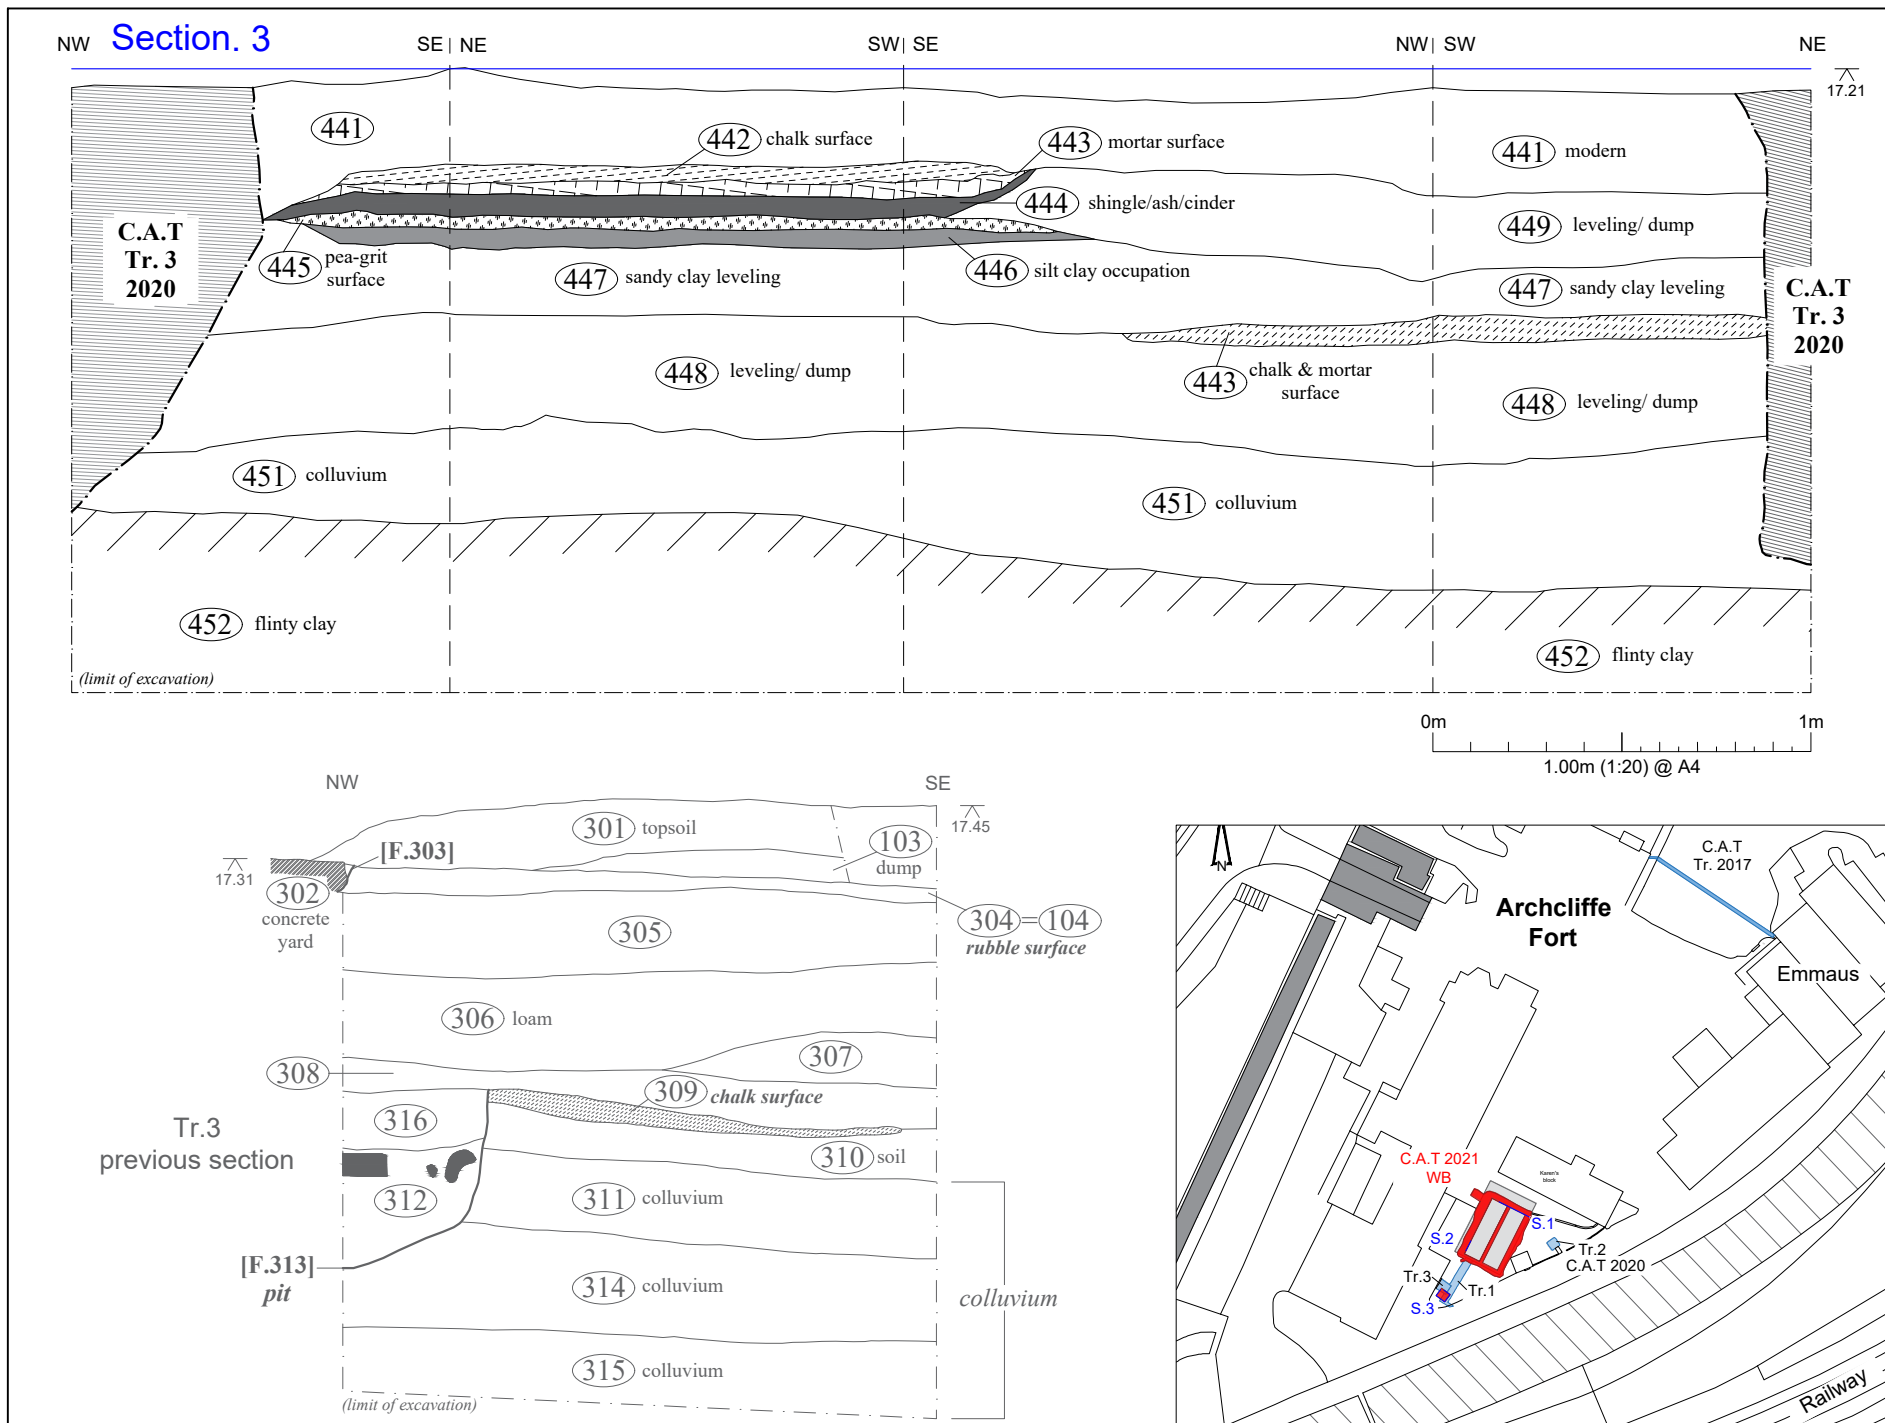 Section. 3
NW
SE
NE
SW
SE
NW
SW
NE
17.21
441
442 chalk surface
443 mortar surface
441 modern
444 shingle/ash/cinder
449 leveling/ dump
C.A.T
Tr. 3
2020
445 pea-grit
surface
447 sandy clay leveling
446 silt clay occupation
447 sandy clay leveling
C.A.T
Tr. 3
2020
448 leveling/ dump
443 chalk & mortar
surface
448 leveling/ dump
451 colluvium
451 colluvium
452 flinty clay
452 flinty clay
(limit of excavation)
0m
1m
1.00m (1:20) @ A4
NW
SE
301 topsoil
17.45
[F.303]
103
dump
17.31
302
concrete
yard
304=104
rubble surface
305
306 loam
307
308
309 chalk surface
316
Tr.3
previous section
310 soil
312
311 colluvium
[F.313]
pit
314 colluvium
colluvium
315 colluvium
(limit of excavation)
N
C.A.T
Tr. 2017
Archcliffe
Fort
Emmaus
C.A.T 2021
WB
Karen's
block
S.1
S.2
Tr.2
C.A.T 2020
Tr.3
Tr.1
S.3
Railway